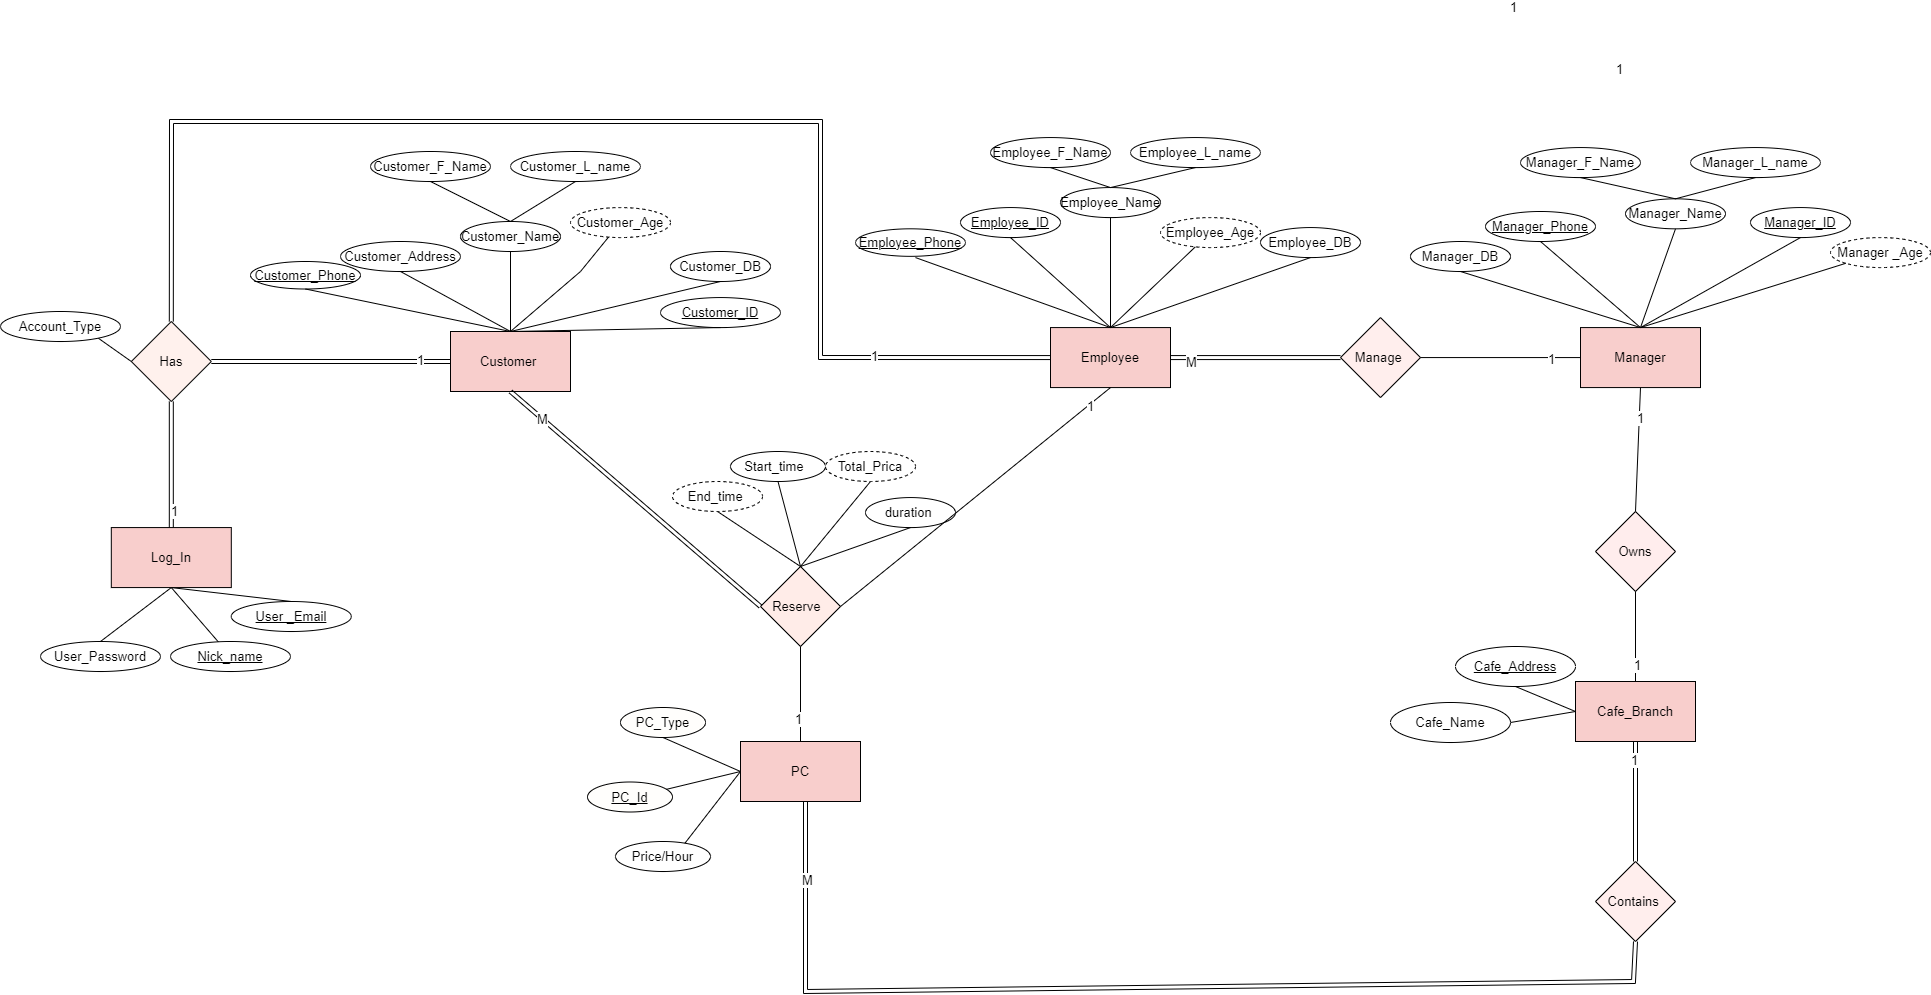 1
1
Customer_F_Name
Customer_L_name
Employee_F_Name
Employee_L_name
Manager_F_Name
Manager_L_name
Customer_Name
Customer_Age
Employee_Name
Manager_Name
Employee_ID
Employee_Phone
Employee_Age
Employee_DB
Manager_Phone
Manager_ID
Manager_DB
Manager _Age
Customer_Address
Customer_Phone
Customer_DB
Customer_ID
Account_Type
Has
1
Customer
1
Employee
M
Manage
1
Manager
M
1
1
Start_time
Total_Prica
End_time
duration
1
Log_In
Owns
Reserve
User _Email
User_Password
Nick_name
1
Cafe_Address
Cafe_Name
Cafe_Branch
1
PC_Type
PC
PC_Id
Price/Hour
1
M
Contains